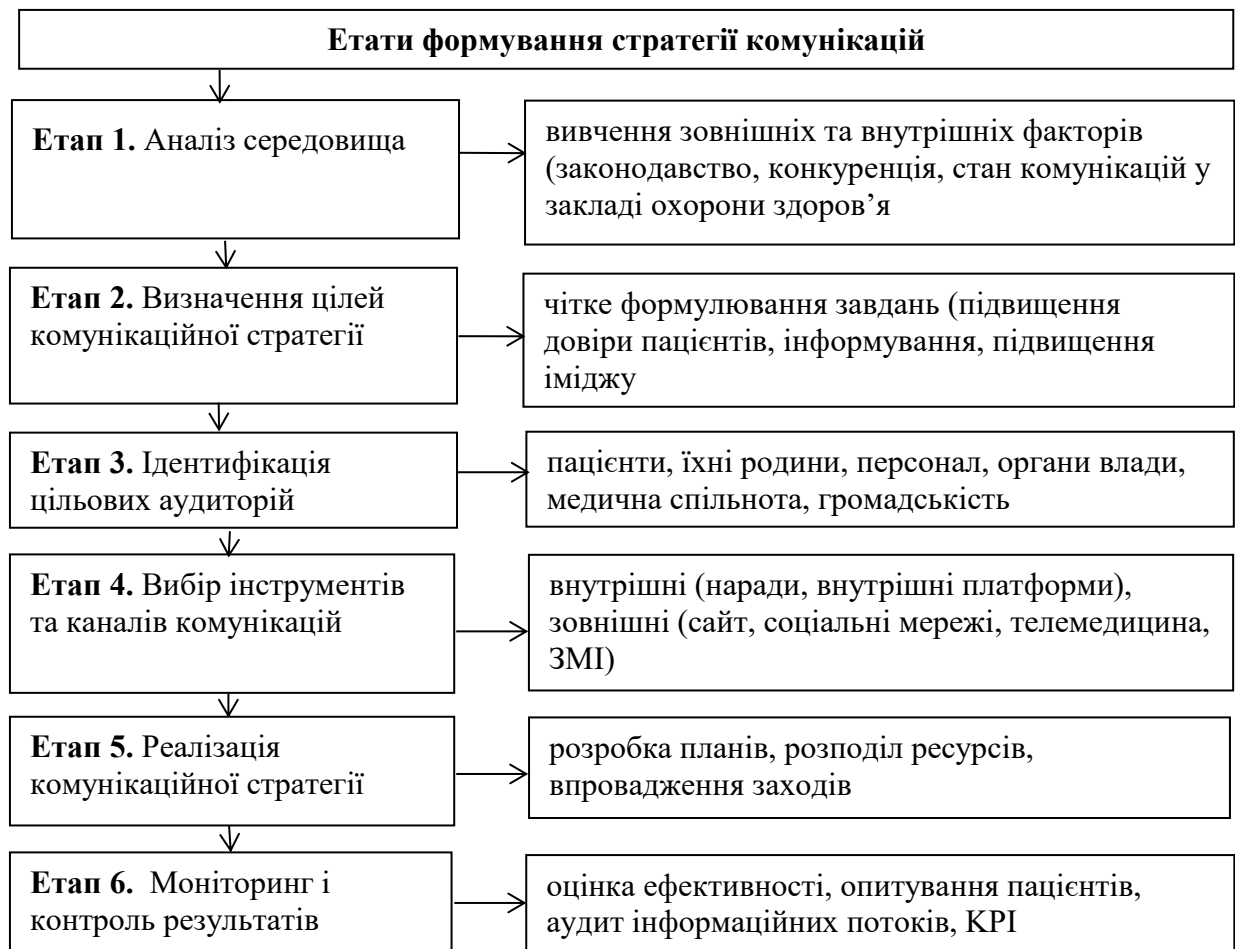 Етати формування стратегії комунікацій
Етап 1. Аналіз середовища
вивчення зовнішніх та внутрішніх факторів
(законодавство, конкуренція, стан комунікацій у
закладі охорони здоров’я
Етап 2. Визначення цілей
комунікаційної стратегії
чітке формулювання завдань (підвищення
довіри пацієнтів, інформування, підвищення
іміджу
Етап 3. Ідентифікація
цільових аудиторій
пацієнти, їхні родини, персонал, органи влади,
медична спільнота, громадськість
Етап 4. Вибір інструментів
та каналів комунікацій
внутрішні (наради, внутрішні платформи),
зовнішні (сайт, соціальні мережі, телемедицина,
ЗМІ)
Етап 5. Реалізація
комунікаційної стратегії
розробка планів, розподіл ресурсів,
впровадження заходів
Етап 6. Моніторинг і
контроль результатів
оцінка ефективності, опитування пацієнтів,
аудит інформаційних потоків, KPI